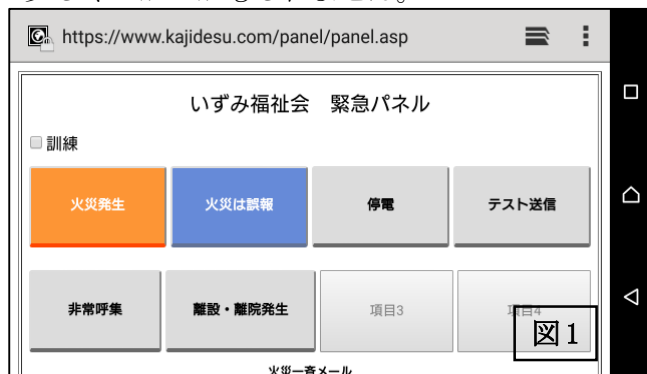 https://www.kajidesu.com/panel/panel.asp
いずみ福祉会　緊急パネル
訓練
火災発生 火災は誤報 停電 テスト送信
非常呼集 離設・離院発生 項目3 項目4
図1
火災一斉メール